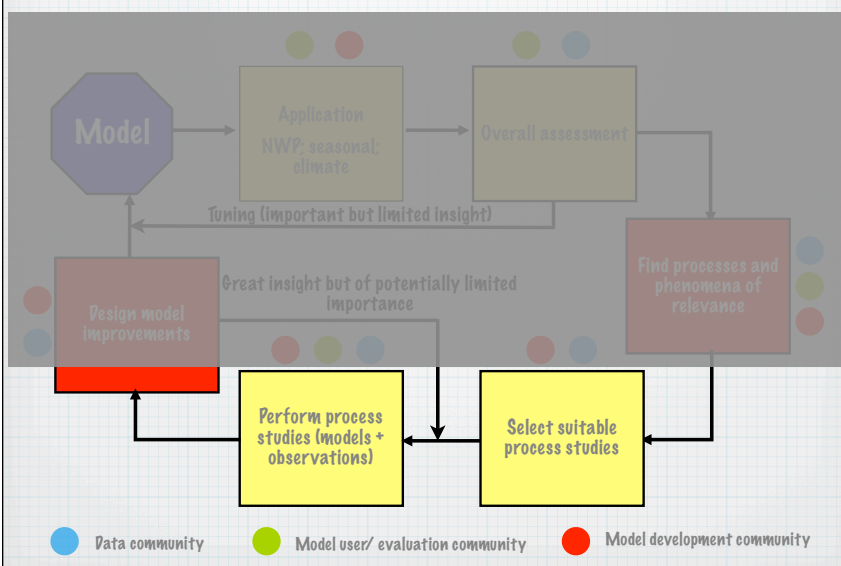 Model
Application
NWP; seasonal;
climate
Overall assessment
Tuning (important but limited insight)
Find processes and
phenomena of
relevance
Great insight but of potentially limited
importance
Design model
improvements
Perform process
studies (models +
observations)
Select suitable
process studies
Data community
Model user/ evaluation community
Model development community